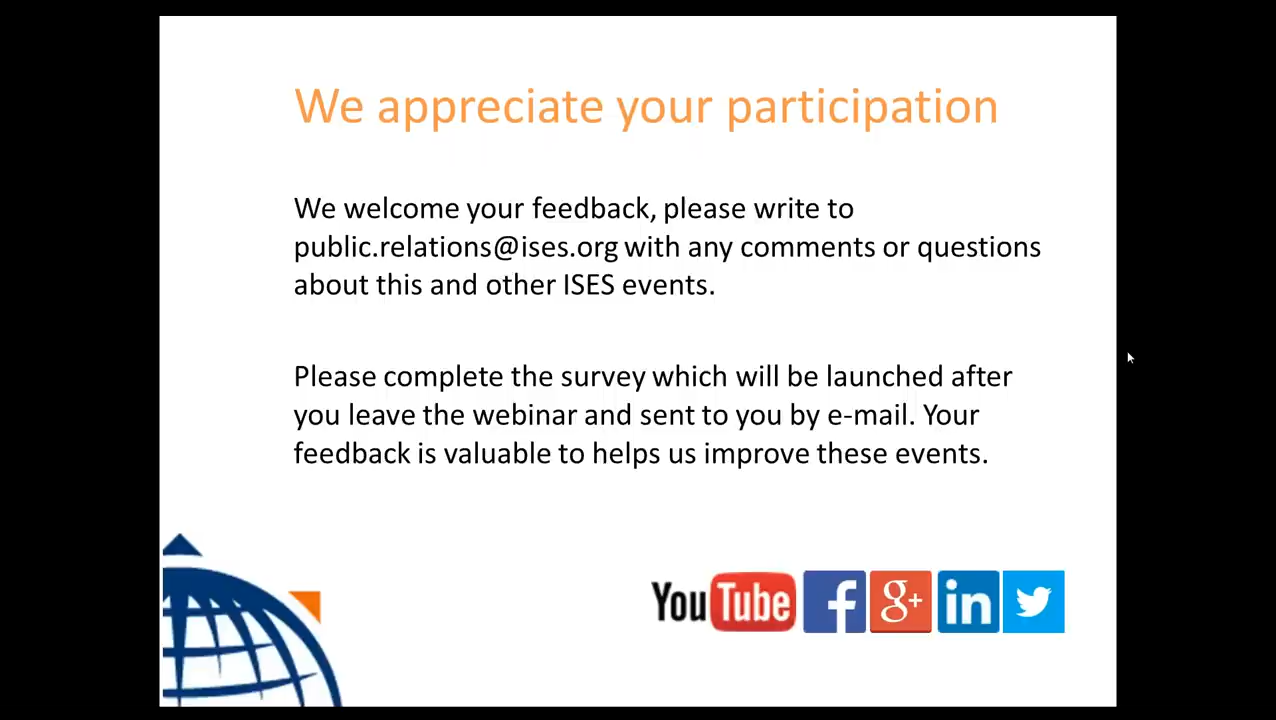 We appreciate your participation
We welcome your feedback, please write to
public.relations@ises.org with any comments or questions
about this and other ISES events.
Please complete the survey which will be launched after
you leave the webinar and sent to you by e-mail. Your
feedback is valuable to helps us improve these events.
YouTube f g+ in